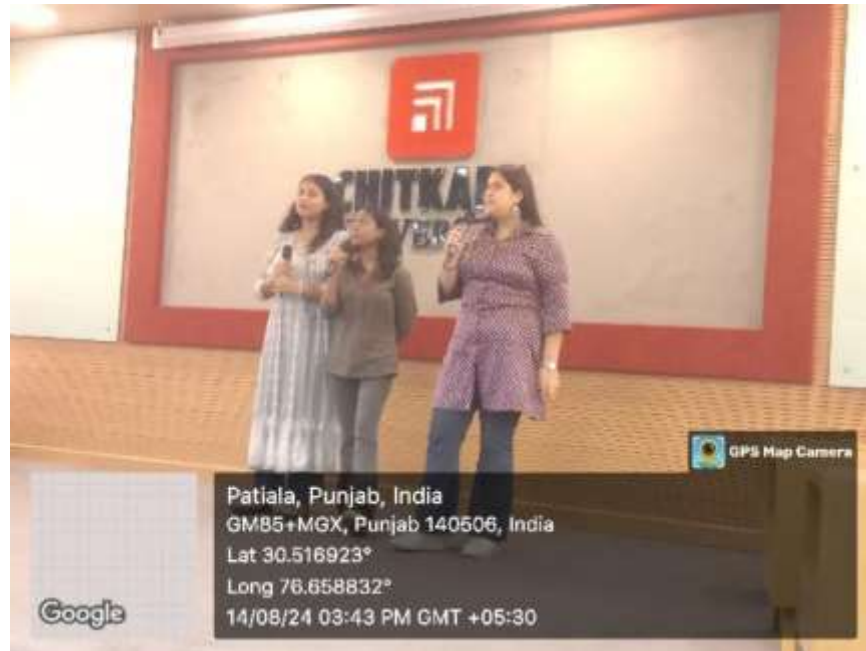 GPS Map Camera
Patiala, Punjab, India
GM85+MGX, Punjab 140506, India
Lat 30.516923°
Long 76.658832°
14/08/24 03:43 PM GMT +05:30
Google